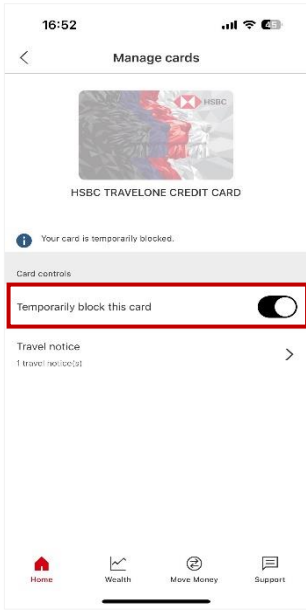 16:52
45
Manage cards
HSBC
HSBC TRAVELONE CREDIT CARD
Your card is temporarily blocked.
Card controls
Temporarily block this card
Travel notice
1 travel notice(s)
Home
Wealth
Move Money
Support